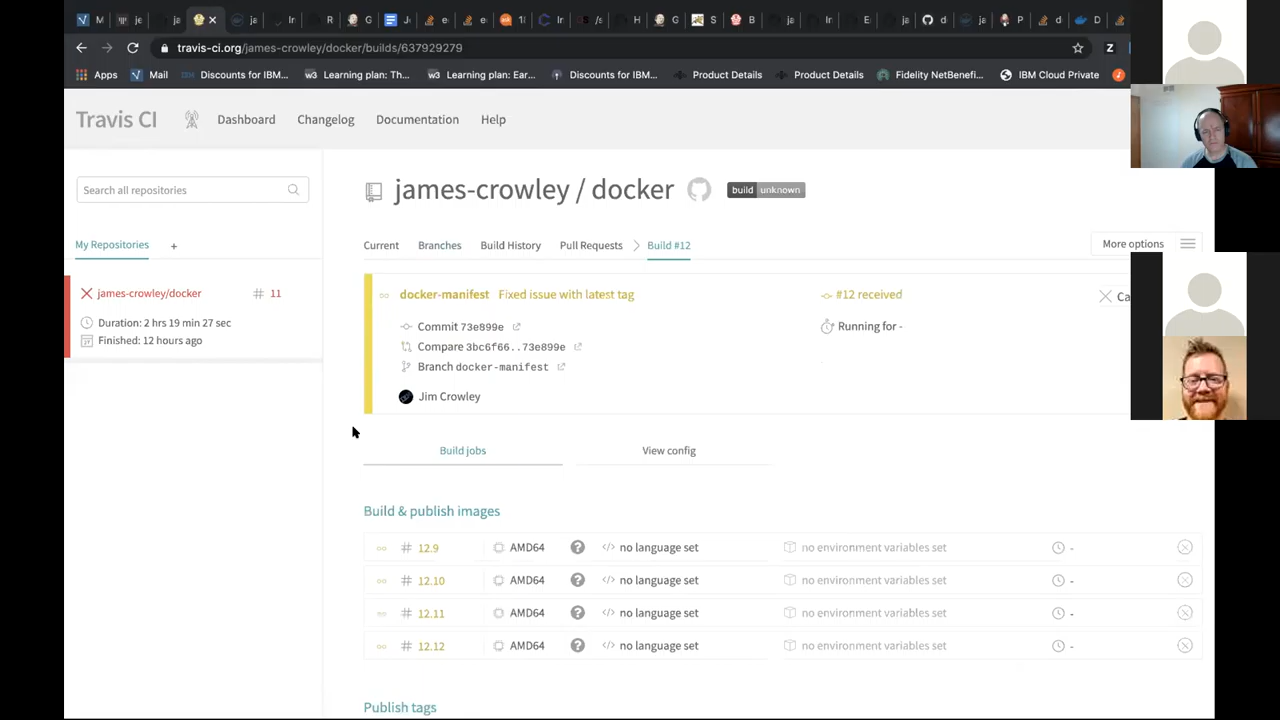 travis-ci.org/james-crowley/docker/builds/637929279
Apps Mail Discounts for IBM... w3 Learning plan: Th... w3 Learning plan: Ear... Discounts for IBM... Product Details Product Details Fidelity NetBenefi... IBM Cloud Private
Travis CI Dashboard Changelog Documentation Help
Search all repositories
james-crowley / docker build unknown
My Repositories +
Current Branches Build History Pull Requests Build #12 More options
james-crowley/docker # 11
Duration: 2 hrs 19 min 27 sec
Finished: 12 hours ago
docker-manifest Fixed issue with latest tag #12 received Ca
Commit 73e899e Running for -
Compare 3bc6f66..73e899e
Branch docker-manifest
Jim Crowley
Build jobs View config
Build & publish images
# 12.9 AMD64 ? </> no language set no environment variables set -
# 12.10 AMD64 ? </> no language set no environment variables set -
# 12.11 AMD64 ? </> no language set no environment variables set -
# 12.12 AMD64 ? </> no language set no environment variables set -
Publish tags